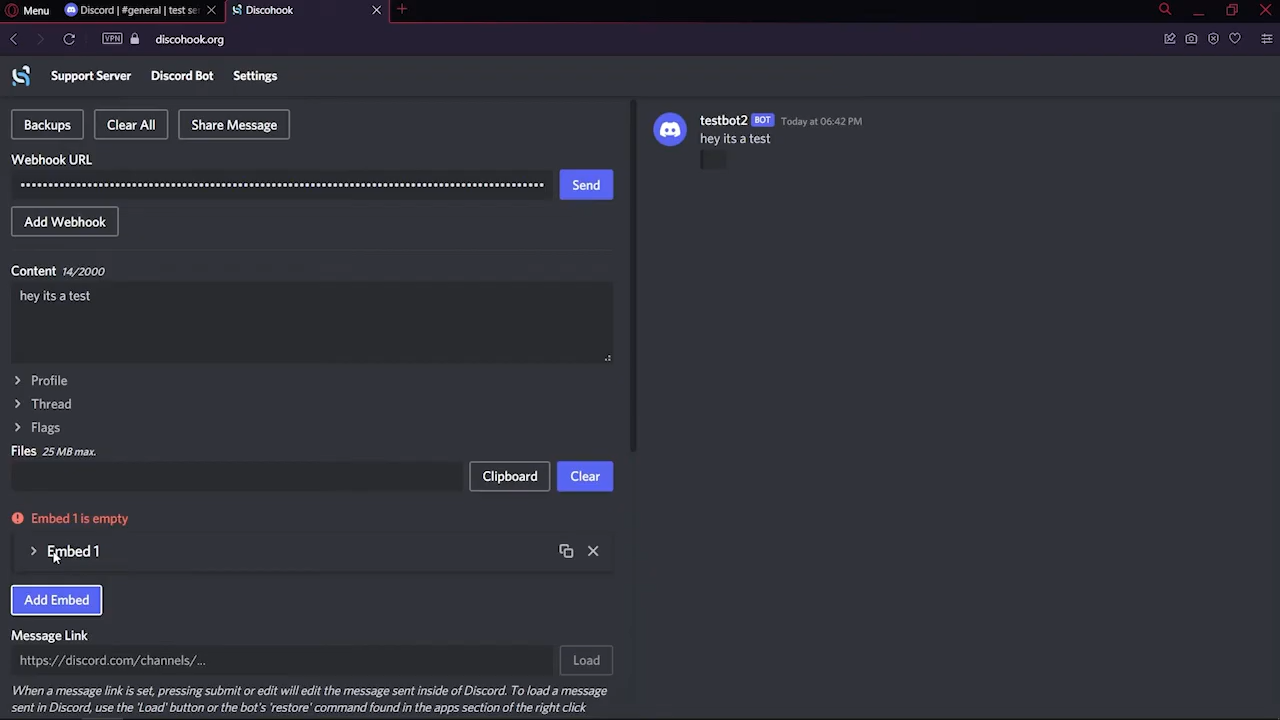 Menu
Discord | #general | test se
Discohook
VPN
discohook.org
Support Server
Discord Bot
Settings
Backups
Clear All
Share Message
Webhook URL
Send
Add Webhook
Content 14/2000
hey its a test
Profile
Thread
Flags
Files 25 MB max.
Clipboard
Clear
Embed 1 is empty
Embed 1
Add Embed
Message Link
https://discord.com/channels/...
Load
When a message link is set, pressing submit or edit will edit the message sent inside of Discord. To load a message
sent in Discord, use the 'Load' button or the bot's 'restore' command found in the apps section of the right click
testbot2 BOT Today at 06:42 PM
hey its a test